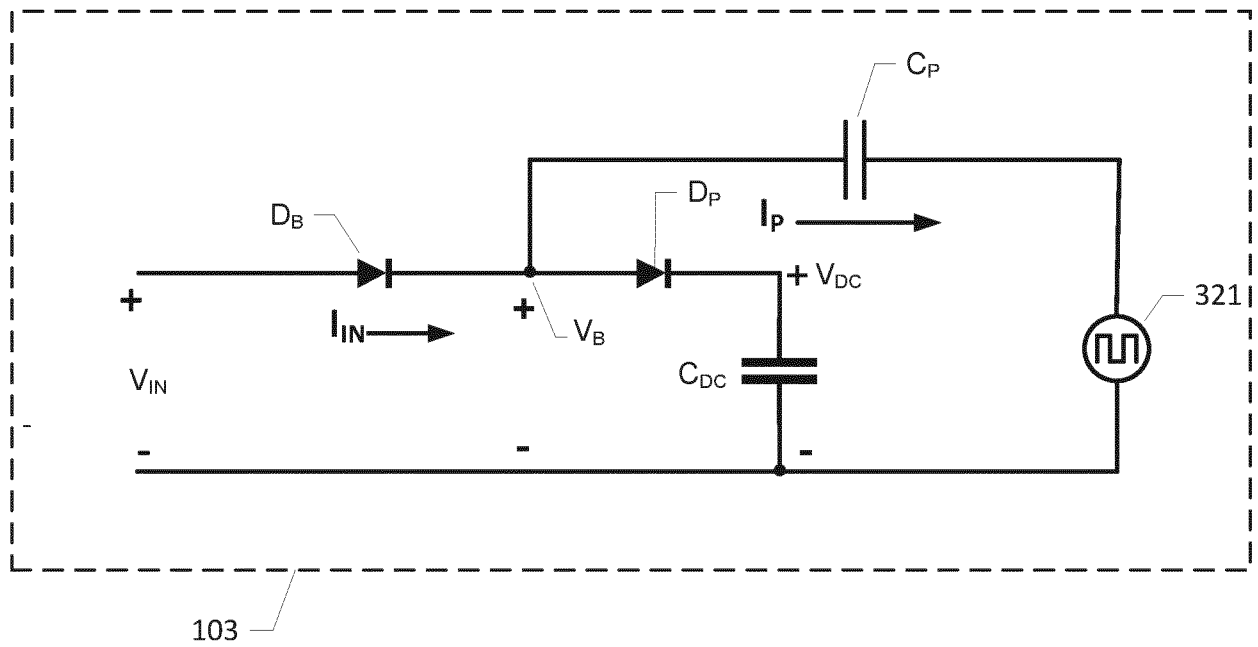 C_P
D_P
D_B
I_P
+ V_DC
321
+
+
I_IN
V_B
C_DC
V_IN
-
-
-
-
103